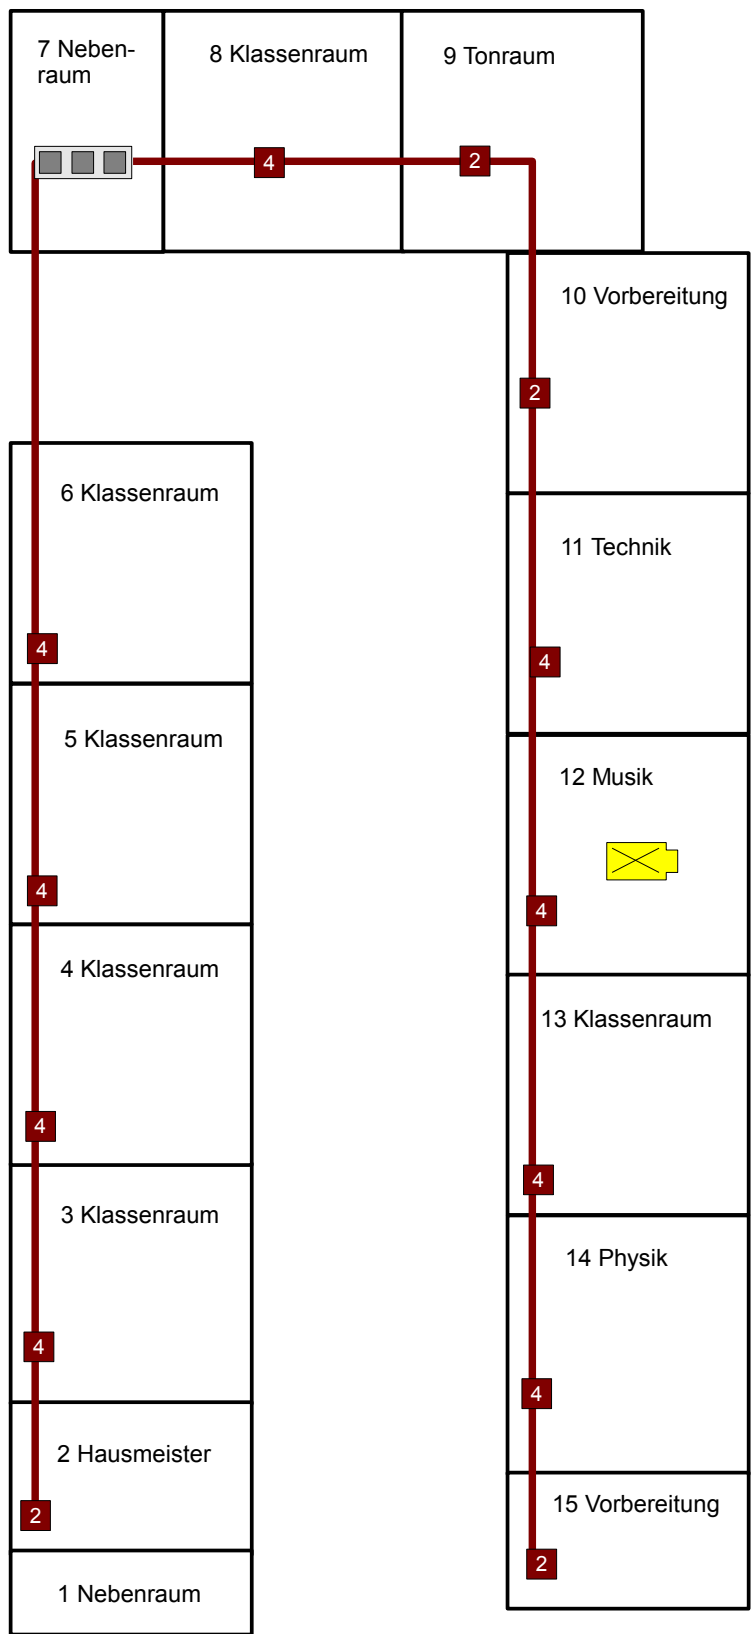 7 Neben-
raum
8 Klassenraum
9 Tonraum
4
2
10 Vorbereitung
2
6 Klassenraum
4
11 Technik
4
5 Klassenraum
4
12 Musik
4
4 Klassenraum
4
13 Klassenraum
4
3 Klassenraum
4
14 Physik
4
2 Hausmeister
2
15 Vorbereitung
2
1 Nebenraum